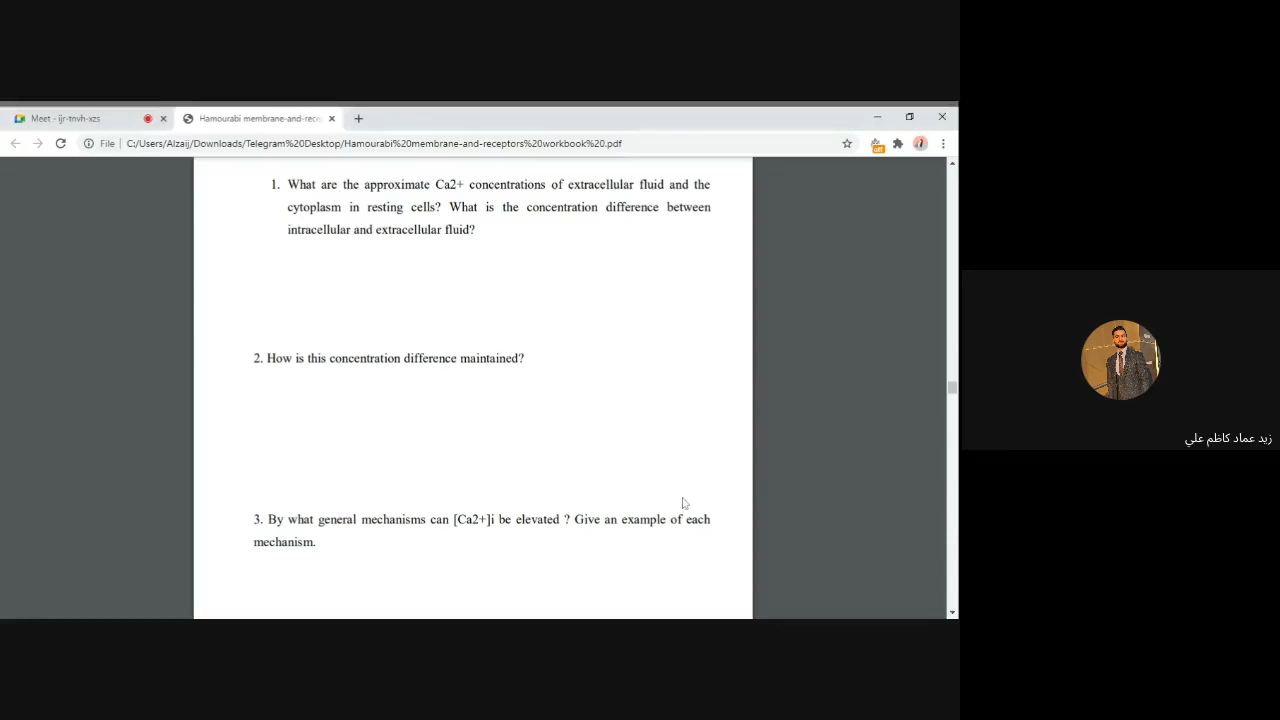 Meet - ijr-tnvh-xzs
Hamourabi membrane-and-rece
File
C:/Users/Alzaij/Downloads/Telegram%20Desktop/Hamourabi%20membrane-and-receptors%20workbook%20.pdf
off
1. What are the approximate Ca2+ concentrations of extracellular fluid and the
cytoplasm in resting cells? What is the concentration difference between
intracellular and extracellular fluid?
2. How is this concentration difference maintained?
3. By what general mechanisms can [Ca2+]i be elevated ? Give an example of each
mechanism.
زيد عماد كاظم علي